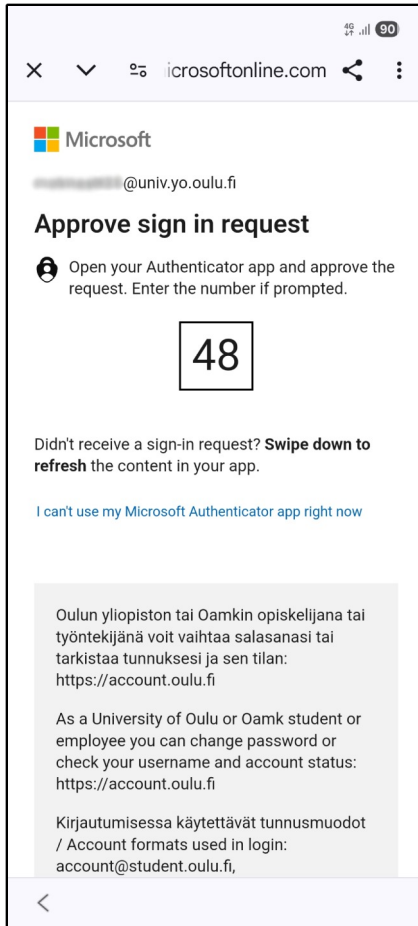 4G
90
icrosoftonline.com
Microsoft
@univ.yo.oulu.fi
Approve sign in request
Open your Authenticator app and approve the
request. Enter the number if prompted.
48
Didn't receive a sign-in request? Swipe down to
refresh the content in your app.
I can't use my Microsoft Authenticator app right now
Oulun yliopiston tai Oamkin opiskelijana tai
työntekijänä voit vaihtaa salasanasi tai
tarkistaa tunnuksesi ja sen tilan:
https://account.oulu.fi
As a University of Oulu or Oamk student or
employee you can change password or
check your username and account status:
https://account.oulu.fi
Kirjautumisessa käytettävät tunnusmuodot
/ Account formats used in login:
account@student.oulu.fi,